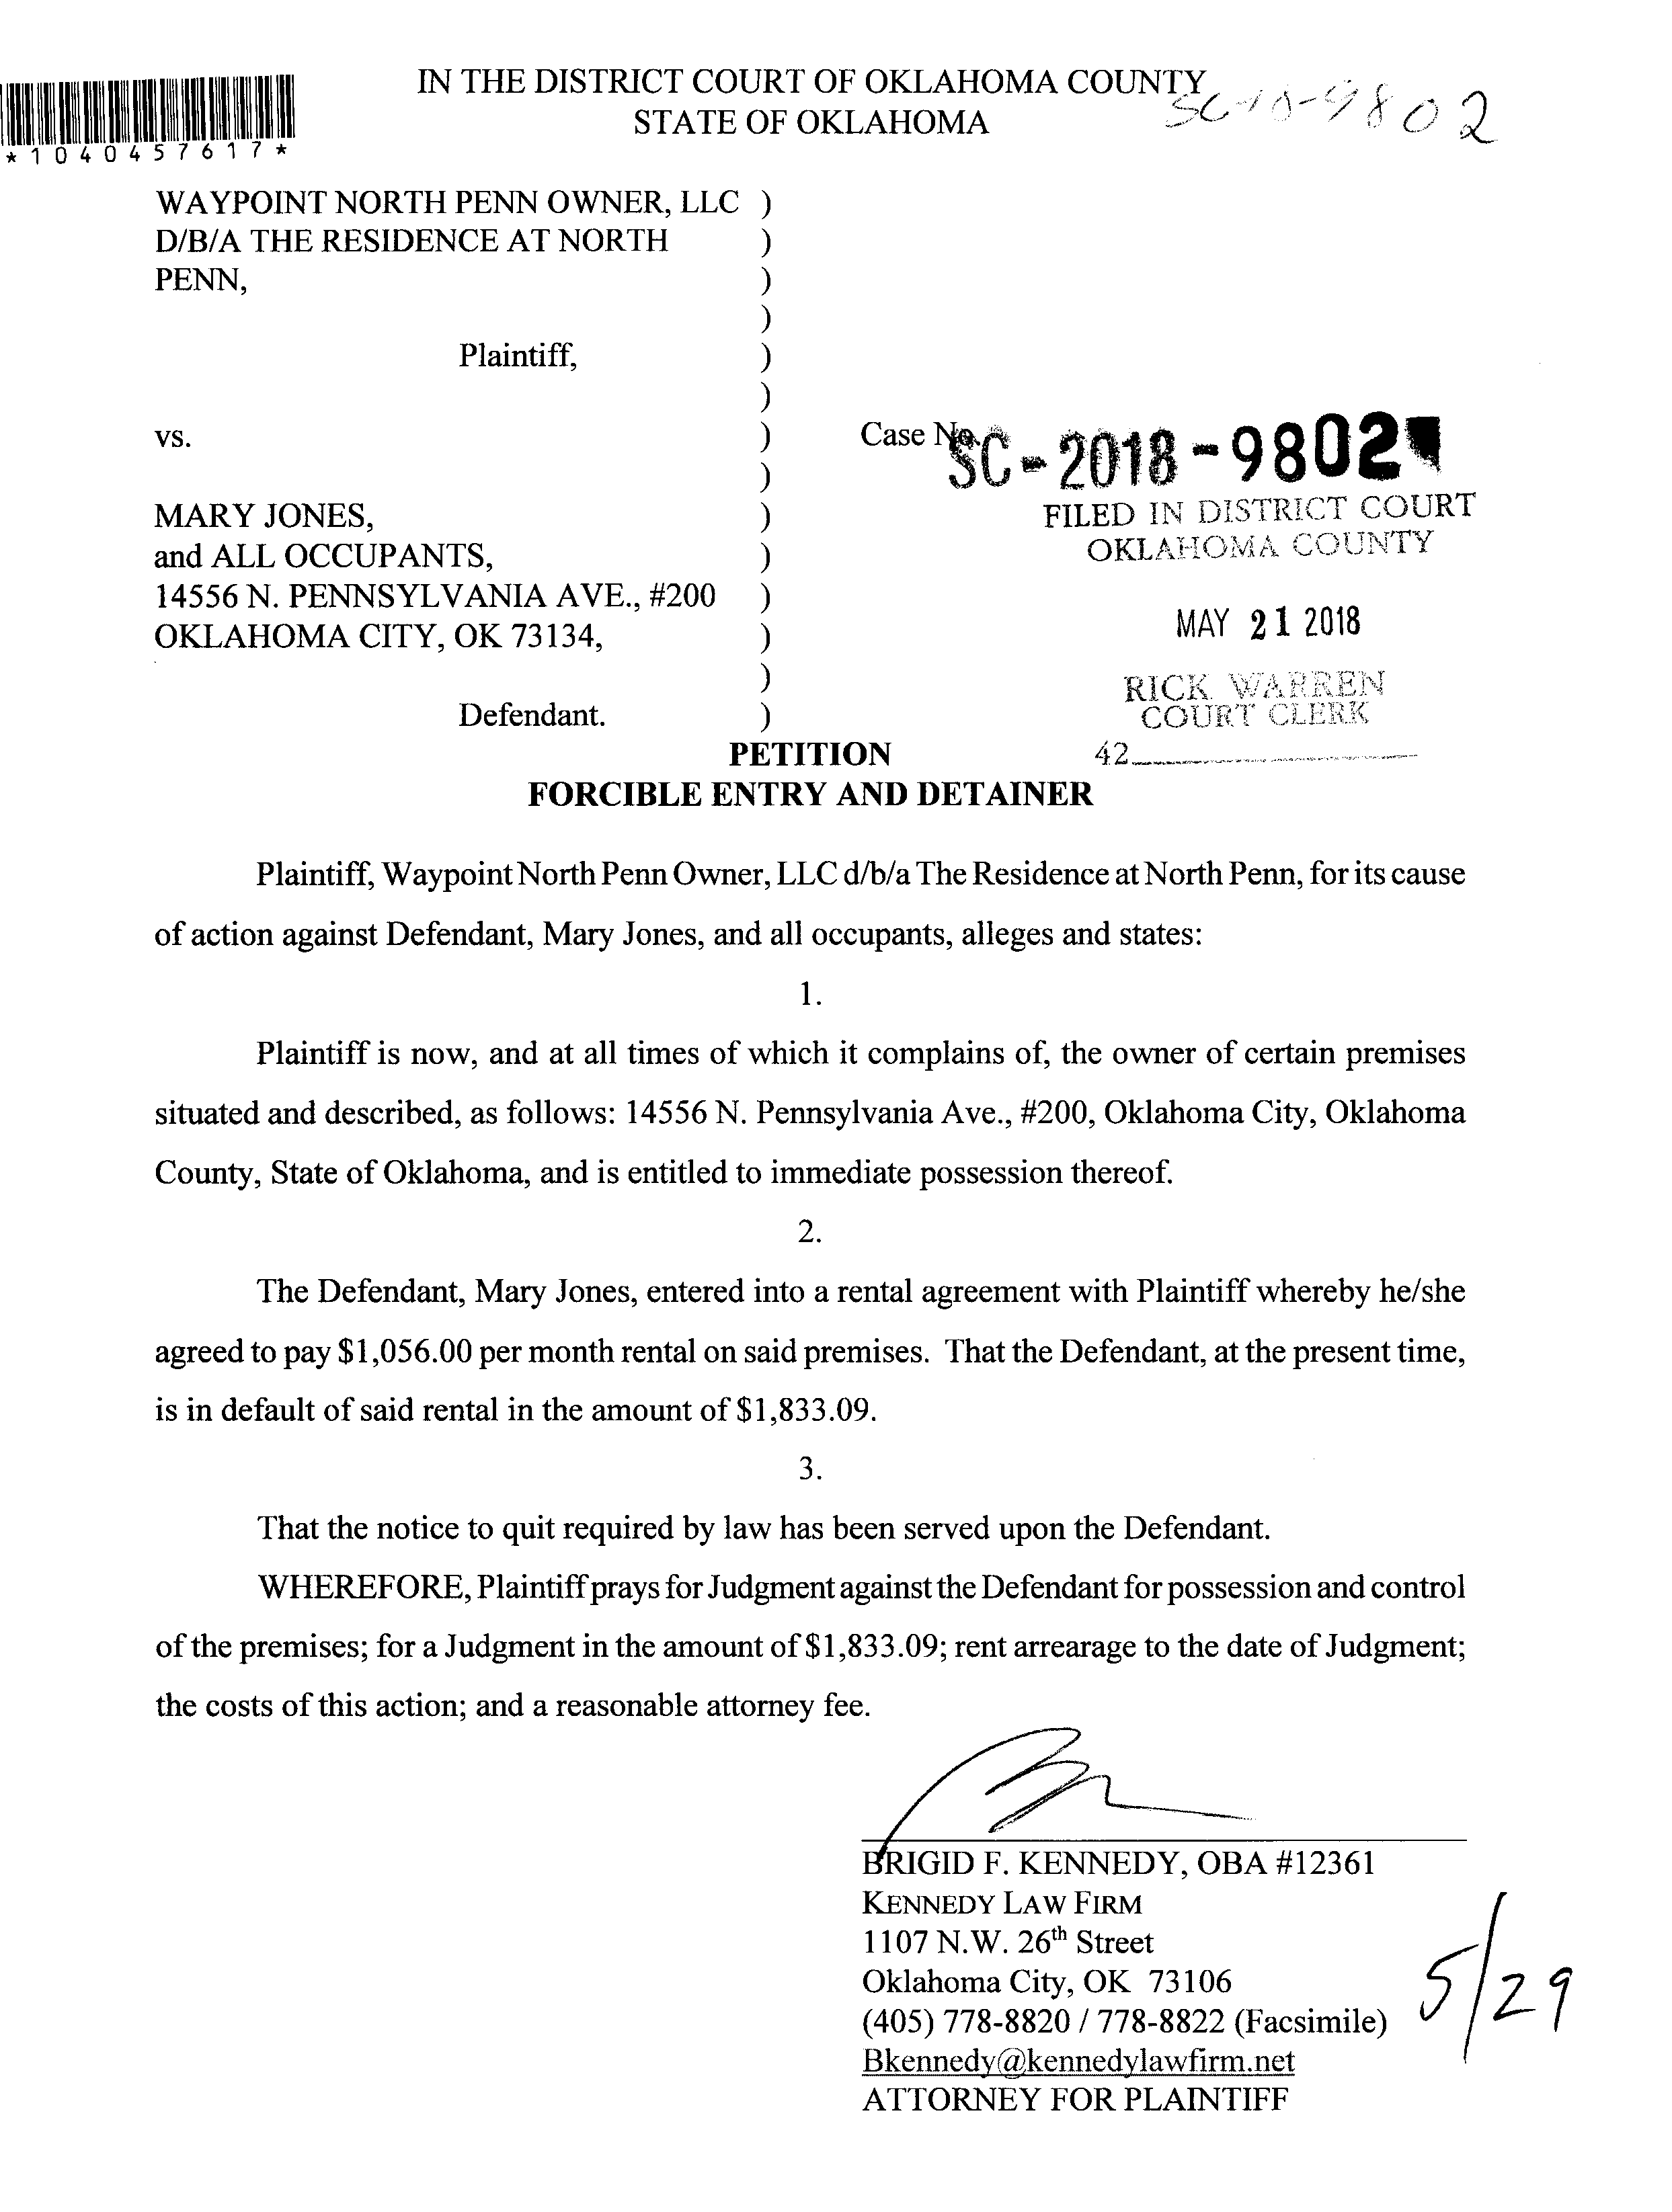 IN THE DISTRICT COURT OF OKLAHOMA COUNTY
STATE OF OKLAHOMA
SC-18-9802
*1040457617*
WAYPOINT NORTH PENN OWNER, LLC )
D/B/A THE RESIDENCE AT NORTH )
PENN, )
)
Plaintiff, )
)
vs. ) Case No. SC-2018-9802
)
MARY JONES, )
and ALL OCCUPANTS, )
14556 N. PENNSYLVANIA AVE., #200 )
OKLAHOMA CITY, OK 73134, )
)
Defendant. )
FILED IN DISTRICT COURT
OKLAHOMA COUNTY
MAY 21 2018
RICK WARREN
COURT CLERK
42
PETITION
FORCIBLE ENTRY AND DETAINER
Plaintiff, Waypoint North Penn Owner, LLC d/b/a The Residence at North Penn, for its cause
of action against Defendant, Mary Jones, and all occupants, alleges and states:
1.
Plaintiff is now, and at all times of which it complains of, the owner of certain premises
situated and described, as follows: 14556 N. Pennsylvania Ave., #200, Oklahoma City, Oklahoma
County, State of Oklahoma, and is entitled to immediate possession thereof.
2.
The Defendant, Mary Jones, entered into a rental agreement with Plaintiff whereby he/she
agreed to pay $1,056.00 per month rental on said premises. That the Defendant, at the present time,
is in default of said rental in the amount of $1,833.09.
3.
That the notice to quit required by law has been served upon the Defendant.
WHEREFORE, Plaintiff prays for Judgment against the Defendant for possession and control
of the premises; for a Judgment in the amount of $1,833.09; rent arrearage to the date of Judgment;
the costs of this action; and a reasonable attorney fee.
BRIGID F. KENNEDY, OBA #12361
KENNEDY LAW FIRM
1107 N.W. 26th Street
Oklahoma City, OK 73106
(405) 778-8820 / 778-8822 (Facsimile)
Bkennedy@kennedylawfirm.net
ATTORNEY FOR PLAINTIFF
5/29